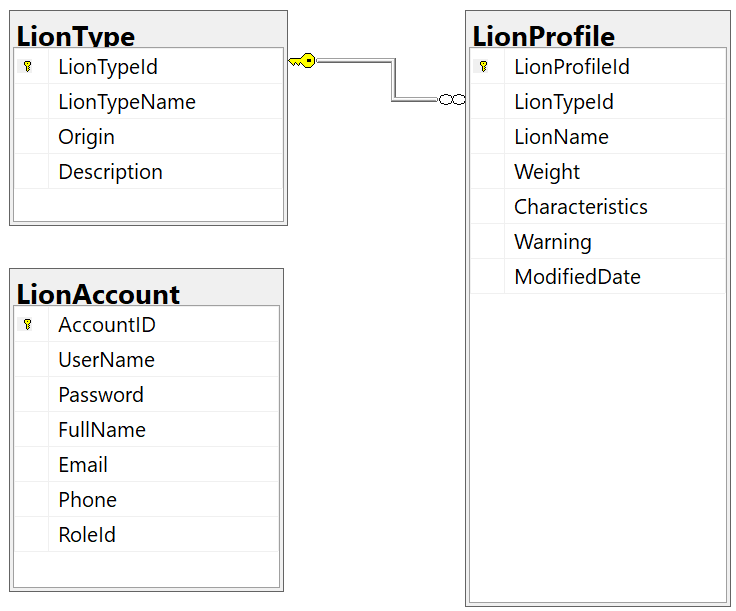 LionType
LionTypeId
LionTypeName
Origin
Description
LionProfile
LionProfileId
LionTypeId
LionName
Weight
Characteristics
Warning
ModifiedDate
LionAccount
AccountID
UserName
Password
FullName
Email
Phone
RoleId